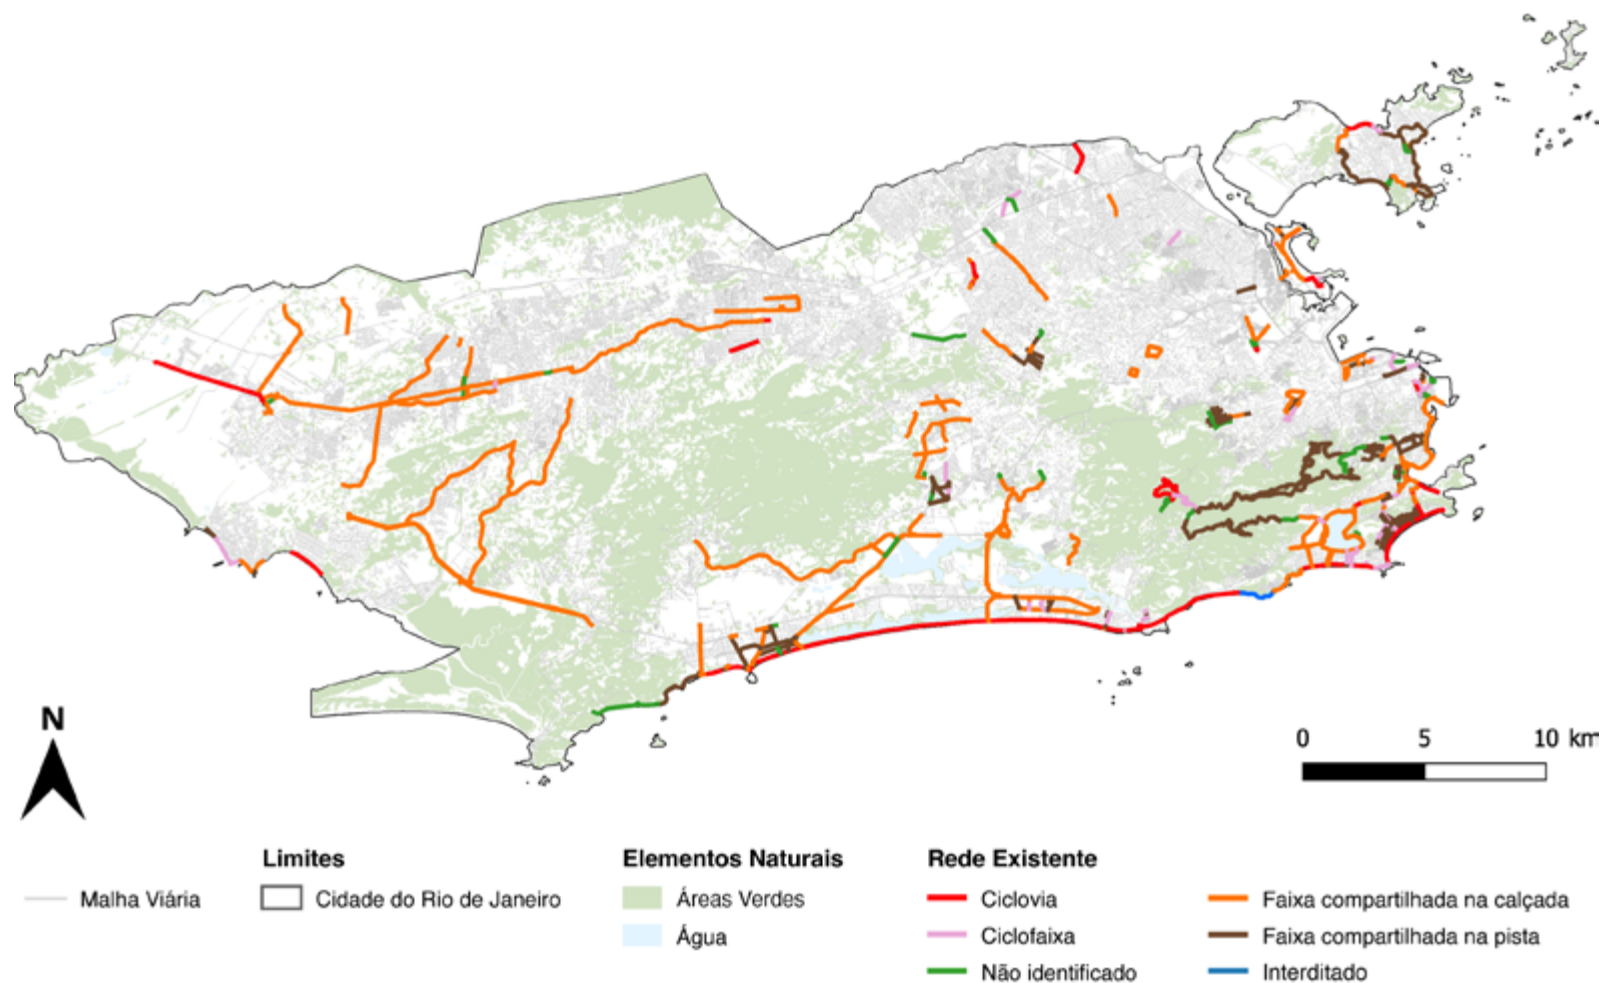 N
0 5 10 km
Limites
Elementos Naturais
Rede Existente
Malha Viária
Cidade do Rio de Janeiro
Áreas Verdes
Ciclovia
Faixa compartilhada na calçada
Água
Ciclofaixa
Faixa compartilhada na pista
Não identificado
Interditado